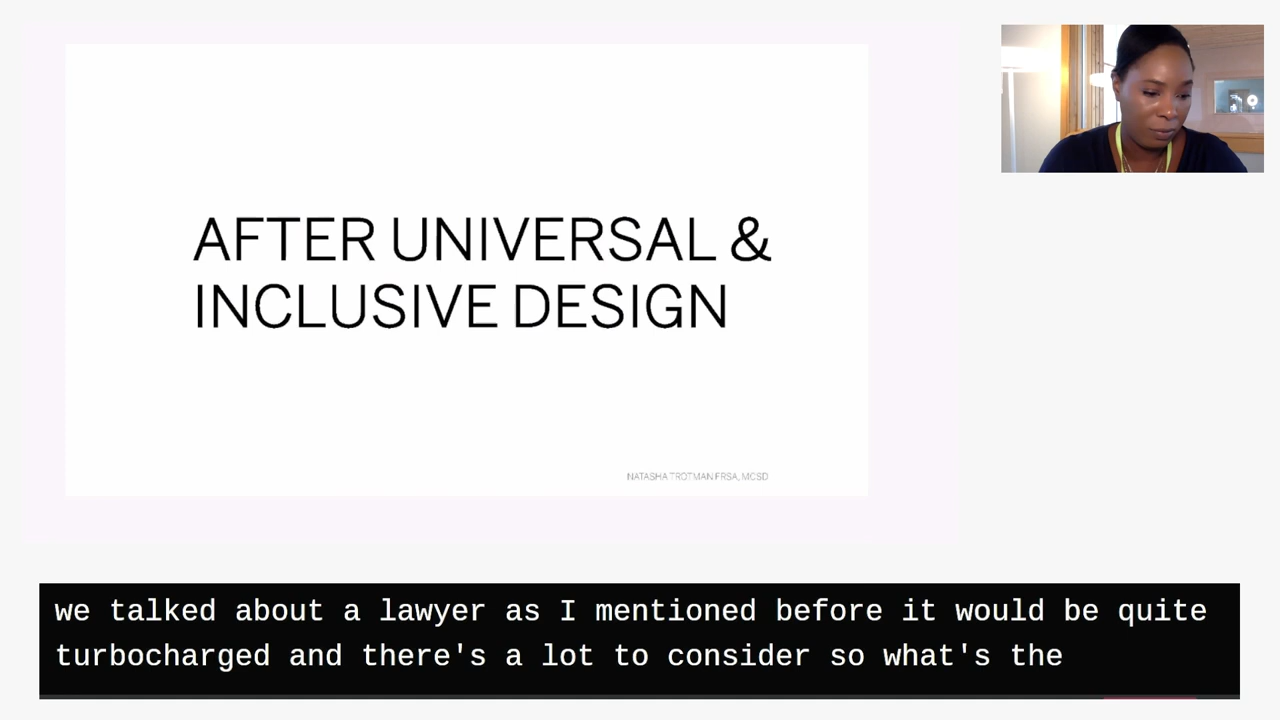 AFTER UNIVERSAL &
INCLUSIVE DESIGN
NATASHA TROTMAN FRSA, MCSD
we talked about a lawyer as I mentioned before it would be quite
turbocharged and there's a lot to consider so what's the